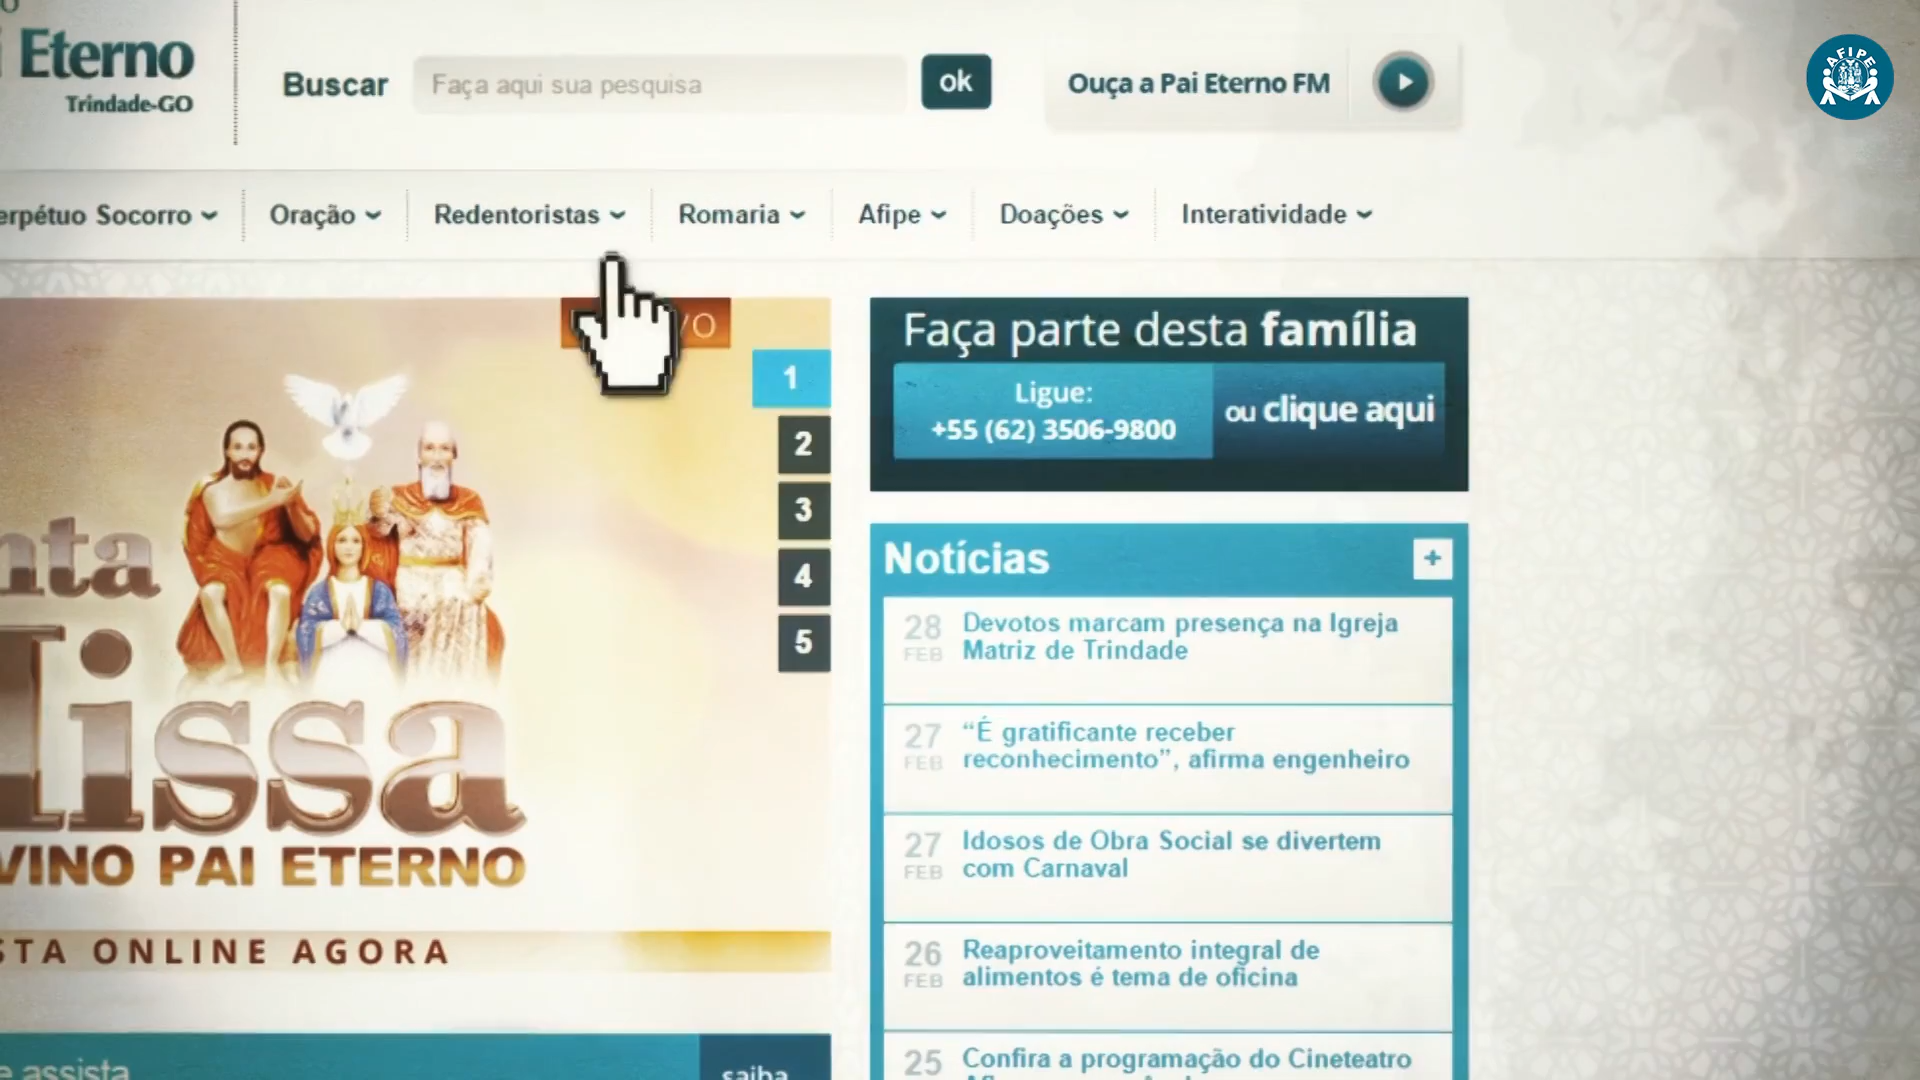 Eterno
Trindade-GO
Buscar
Faça aqui sua pesquisa
ok
Ouça a Pai Eterno FM
AFIPE
erpétuo Socorro
Oração
Redentoristas
Romaria
Afipe
Doações
Interatividade
VO
1
2
3
4
5
nta
lissa
VINO PAI ETERNO
STA ONLINE AGORA
e assista
saiba
Faça parte desta família
Ligue:
+55 (62) 3506-9800
ou clique aqui
Notícias
+
28 FEB
Devotos marcam presença na Igreja
Matriz de Trindade
27 FEB
“É gratificante receber
reconhecimento”, afirma engenheiro
27 FEB
Idosos de Obra Social se divertem
com Carnaval
26 FEB
Reaproveitamento integral de
alimentos é tema de oficina
25
Confira a programação do Cineteatro